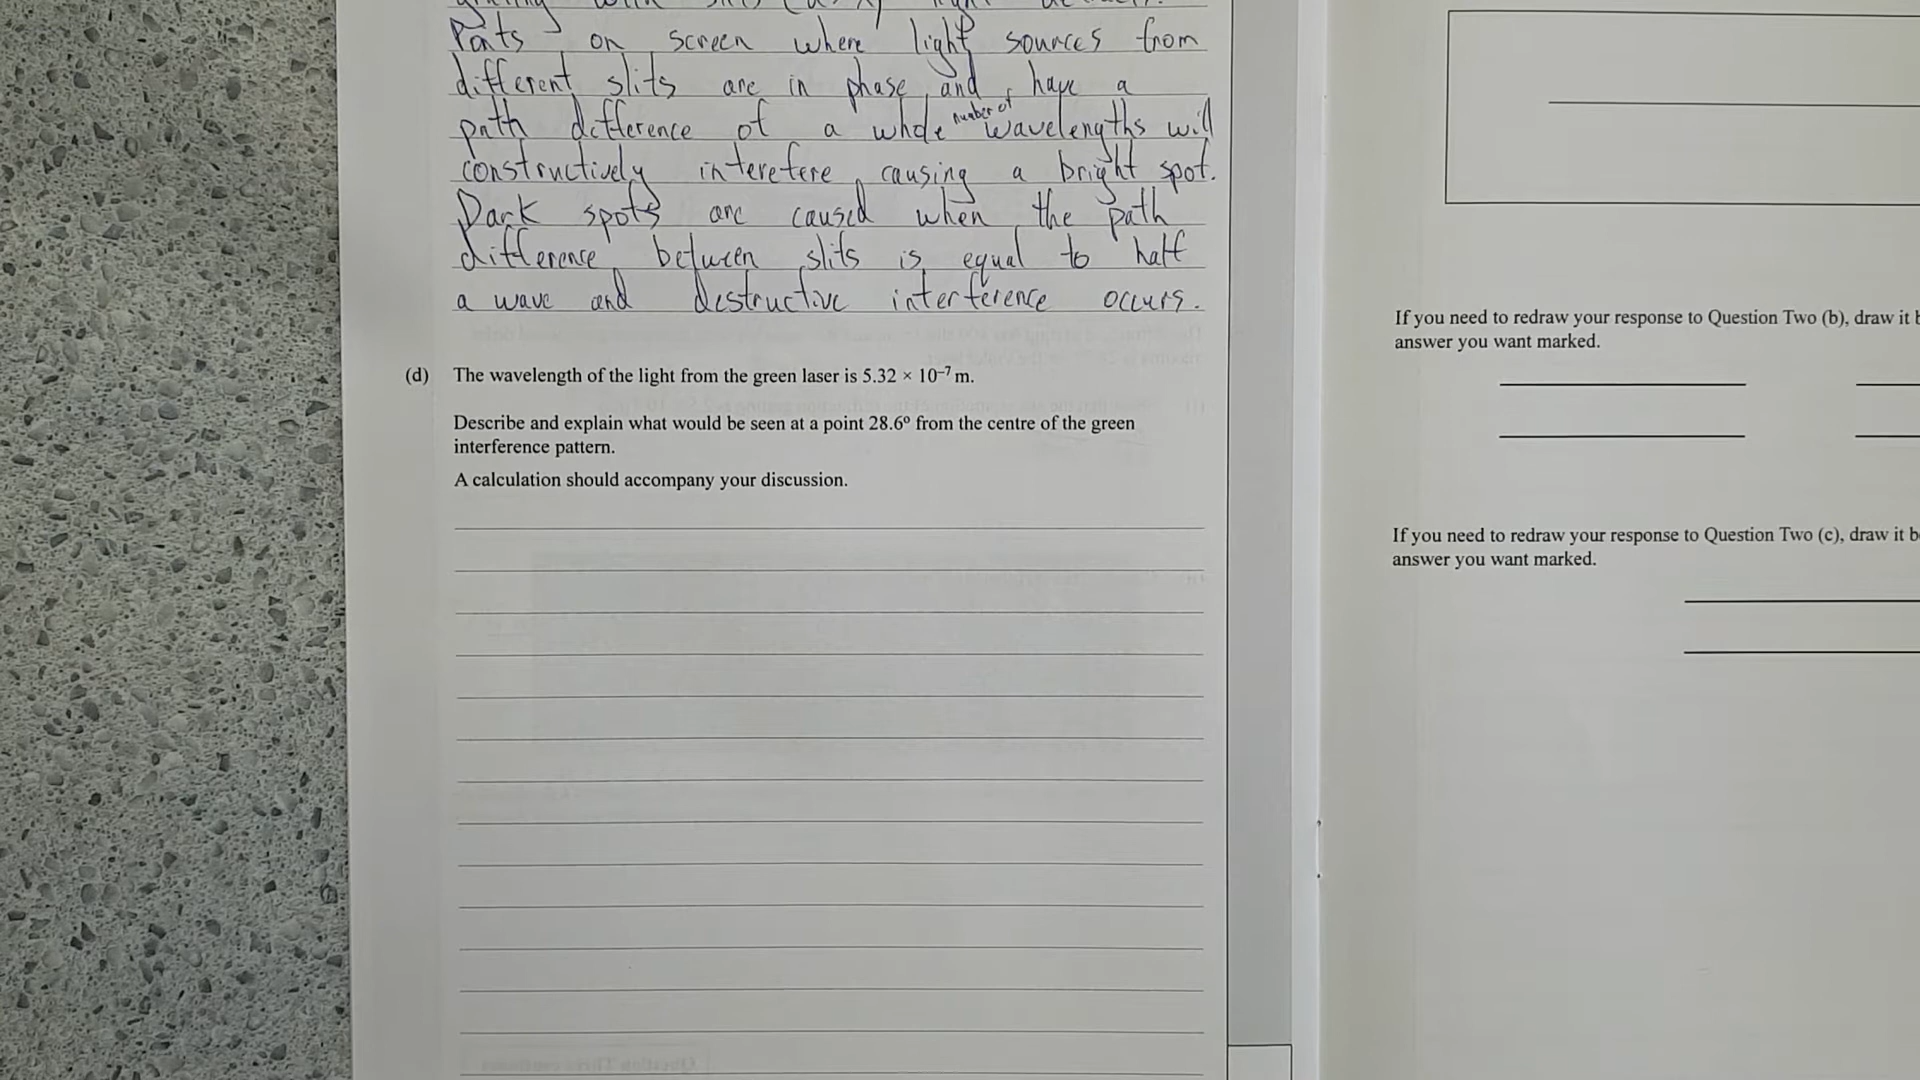 Points on screen where light sources from
different slits are in phase and have a
path difference of a whole number of wavelengths will
constructively interefere, causing a bright spot.
Dark spots are caused when the path
difference between slits is equal to half
a wave and destructive interference occurs.
(d) The wavelength of the light from the green laser is 5.32 × 10⁻⁷ m.
Describe and explain what would be seen at a point 28.6º from the centre of the green
interference pattern.
A calculation should accompany your discussion.
If you need to redraw your response to Question Two (b), draw it
answer you want marked.
If you need to redraw your response to Question Two (c), draw it b
answer you want marked.